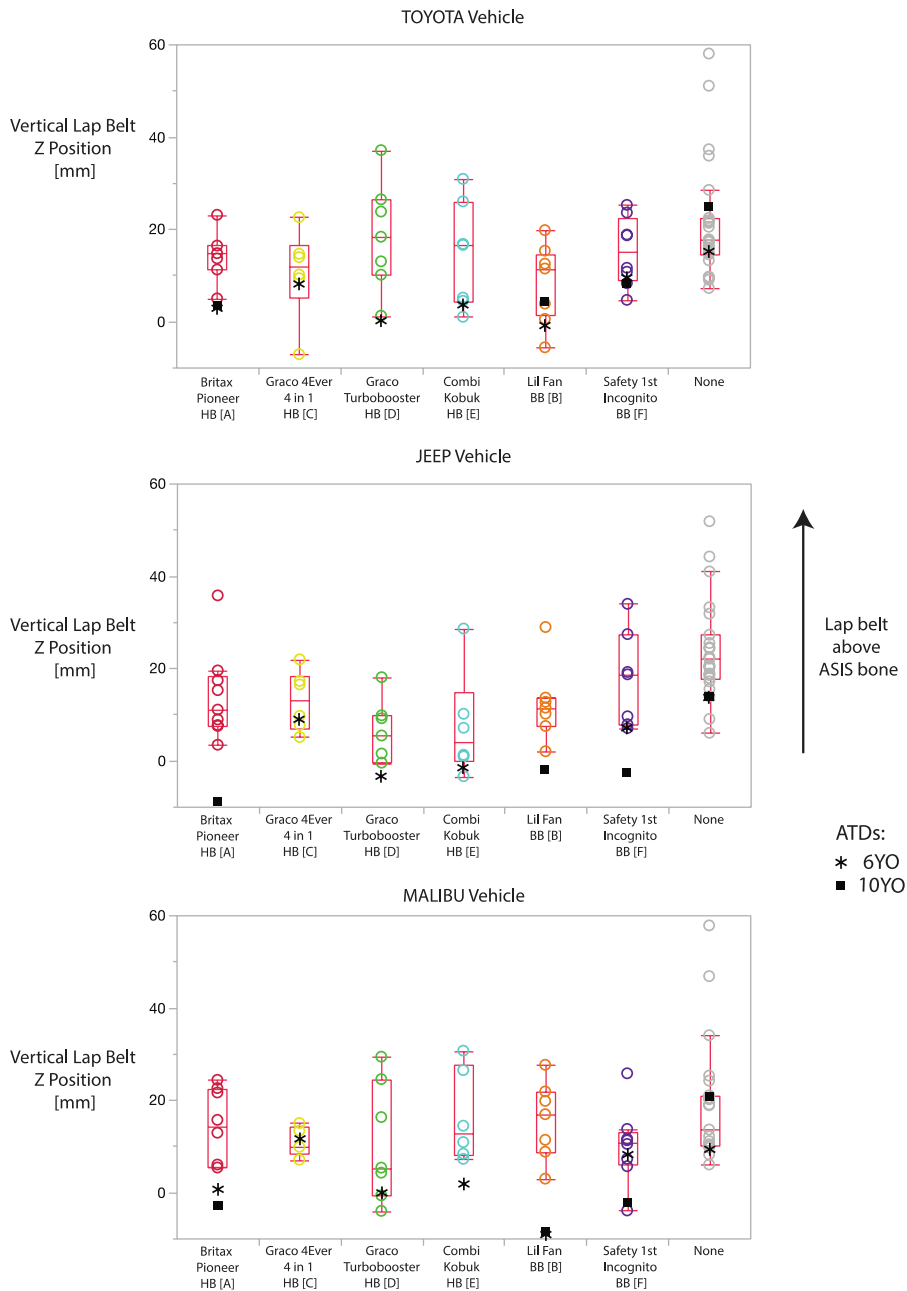 TOYOTA Vehicle
60
40
20
0
Vertical Lap Belt
Z Position
[mm]
Britax
Pioneer
HB [A]
Graco 4Ever
4 in 1
HB [C]
Graco
Turbobooster
HB [D]
Combi
Kobuk
HB [E]
Lil Fan
BB [B]
Safety 1st
Incognito
BB [F]
None
JEEP Vehicle
60
40
20
0
Vertical Lap Belt
Z Position
[mm]
Britax
Pioneer
HB [A]
Graco 4Ever
4 in 1
HB [C]
Graco
Turbobooster
HB [D]
Combi
Kobuk
HB [E]
Lil Fan
BB [B]
Safety 1st
Incognito
BB [F]
None
Lap belt
above
ASIS bone
ATDs:
6YO
10YO
MALIBU Vehicle
60
40
20
0
Vertical Lap Belt
Z Position
[mm]
Britax
Pioneer
HB [A]
Graco 4Ever
4 in 1
HB [C]
Graco
Turbobooster
HB [D]
Combi
Kobuk
HB [E]
Lil Fan
BB [B]
Safety 1st
Incognito
BB [F]
None